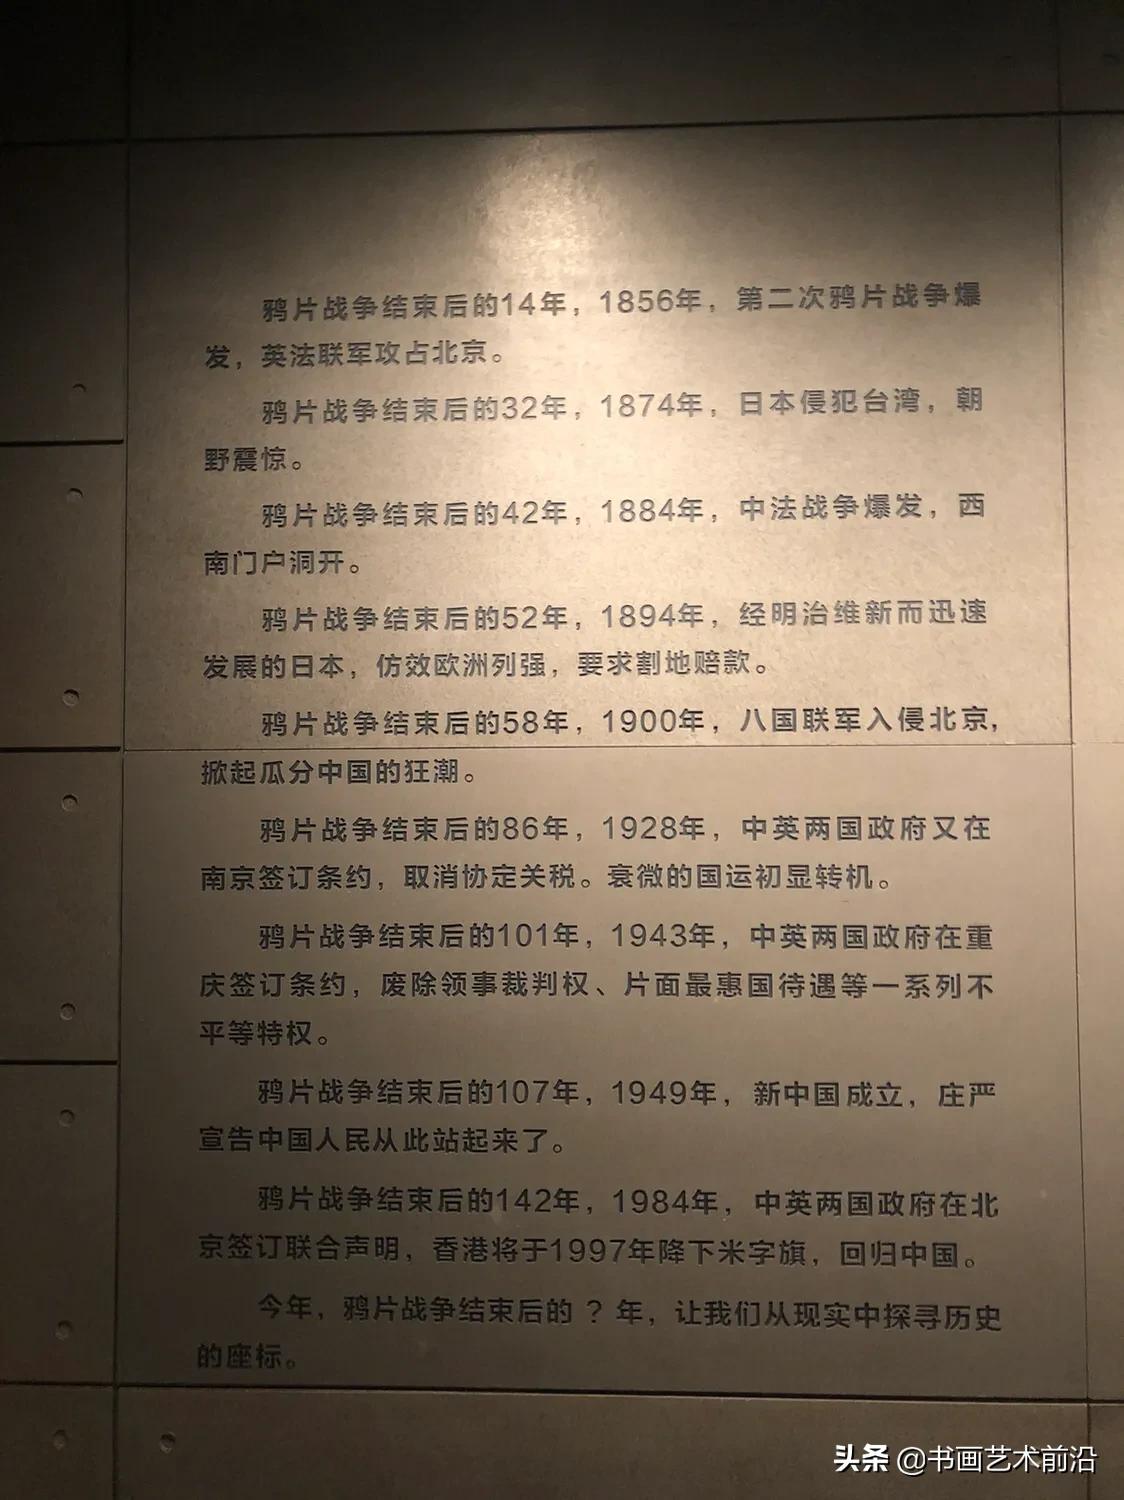 鸦片战争结束后的14年，1856年，第二次鸦片战争爆
发，英法联军攻占北京。
鸦片战争结束后的32年，1874年，日本侵犯台湾，朝
野震惊。
鸦片战争结束后的42年，1884年，中法战争爆发，西
南门户洞开。
鸦片战争结束后的52年，1894年，经明治维新而迅速
发展的日本，仿效欧洲列强，要求割地赔款。
鸦片战争结束后的58年，1900年，八国联军入侵北京，
掀起瓜分中国的狂潮。
鸦片战争结束后的86年，1928年，中英两国政府又在
南京签订条约，取消协定关税。衰微的国运初显转机。
鸦片战争结束后的101年，1943年，中英两国政府在重
庆签订条约，废除领事裁判权、片面最惠国待遇等一系列不
平等特权。
鸦片战争结束后的107年，1949年，新中国成立，庄严
宣告中国人民从此站起来了。
鸦片战争结束后的142年，1984年，中英两国政府在北
京签订联合声明，香港将于1997年降下米字旗，回归中国。
今年，鸦片战争结束后的？年，让我们从现实中探寻历史
的座标。
头条 @书画艺术前沿